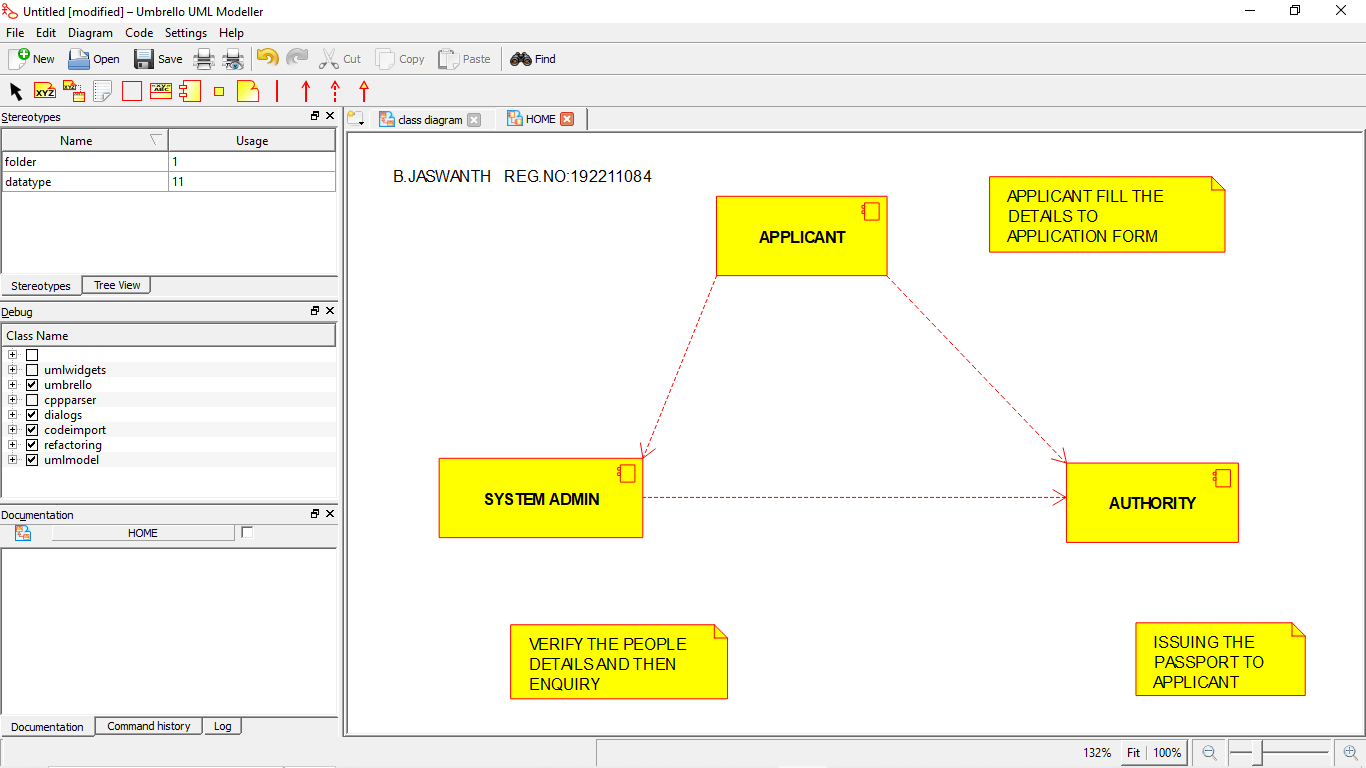 Untitled [modified] – Umbrello UML Modeller
File Edit Diagram Code Settings Help
New Open Save Cut Copy Paste Find
XYZ XYZ XY ABC
Stereotypes
Name Usage
folder 1
datatype 11
Stereotypes Tree View
Debug
Class Name
umlwidgets
umbrello
cppparser
dialogs
codeimport
refactoring
umlmodel
Documentation
HOME
Documentation Command history Log
class diagram HOME
B.JASWANTH REG.NO:192211084
APPLICANT
APPLICANT FILL THE
DETAILS TO
APPLICATION FORM
SYSTEM ADMIN
AUTHORITY
VERIFY THE PEOPLE
DETAILS AND THEN
ENQUIRY
ISSUING THE
PASSPORT TO
APPLICANT
132% Fit 100%